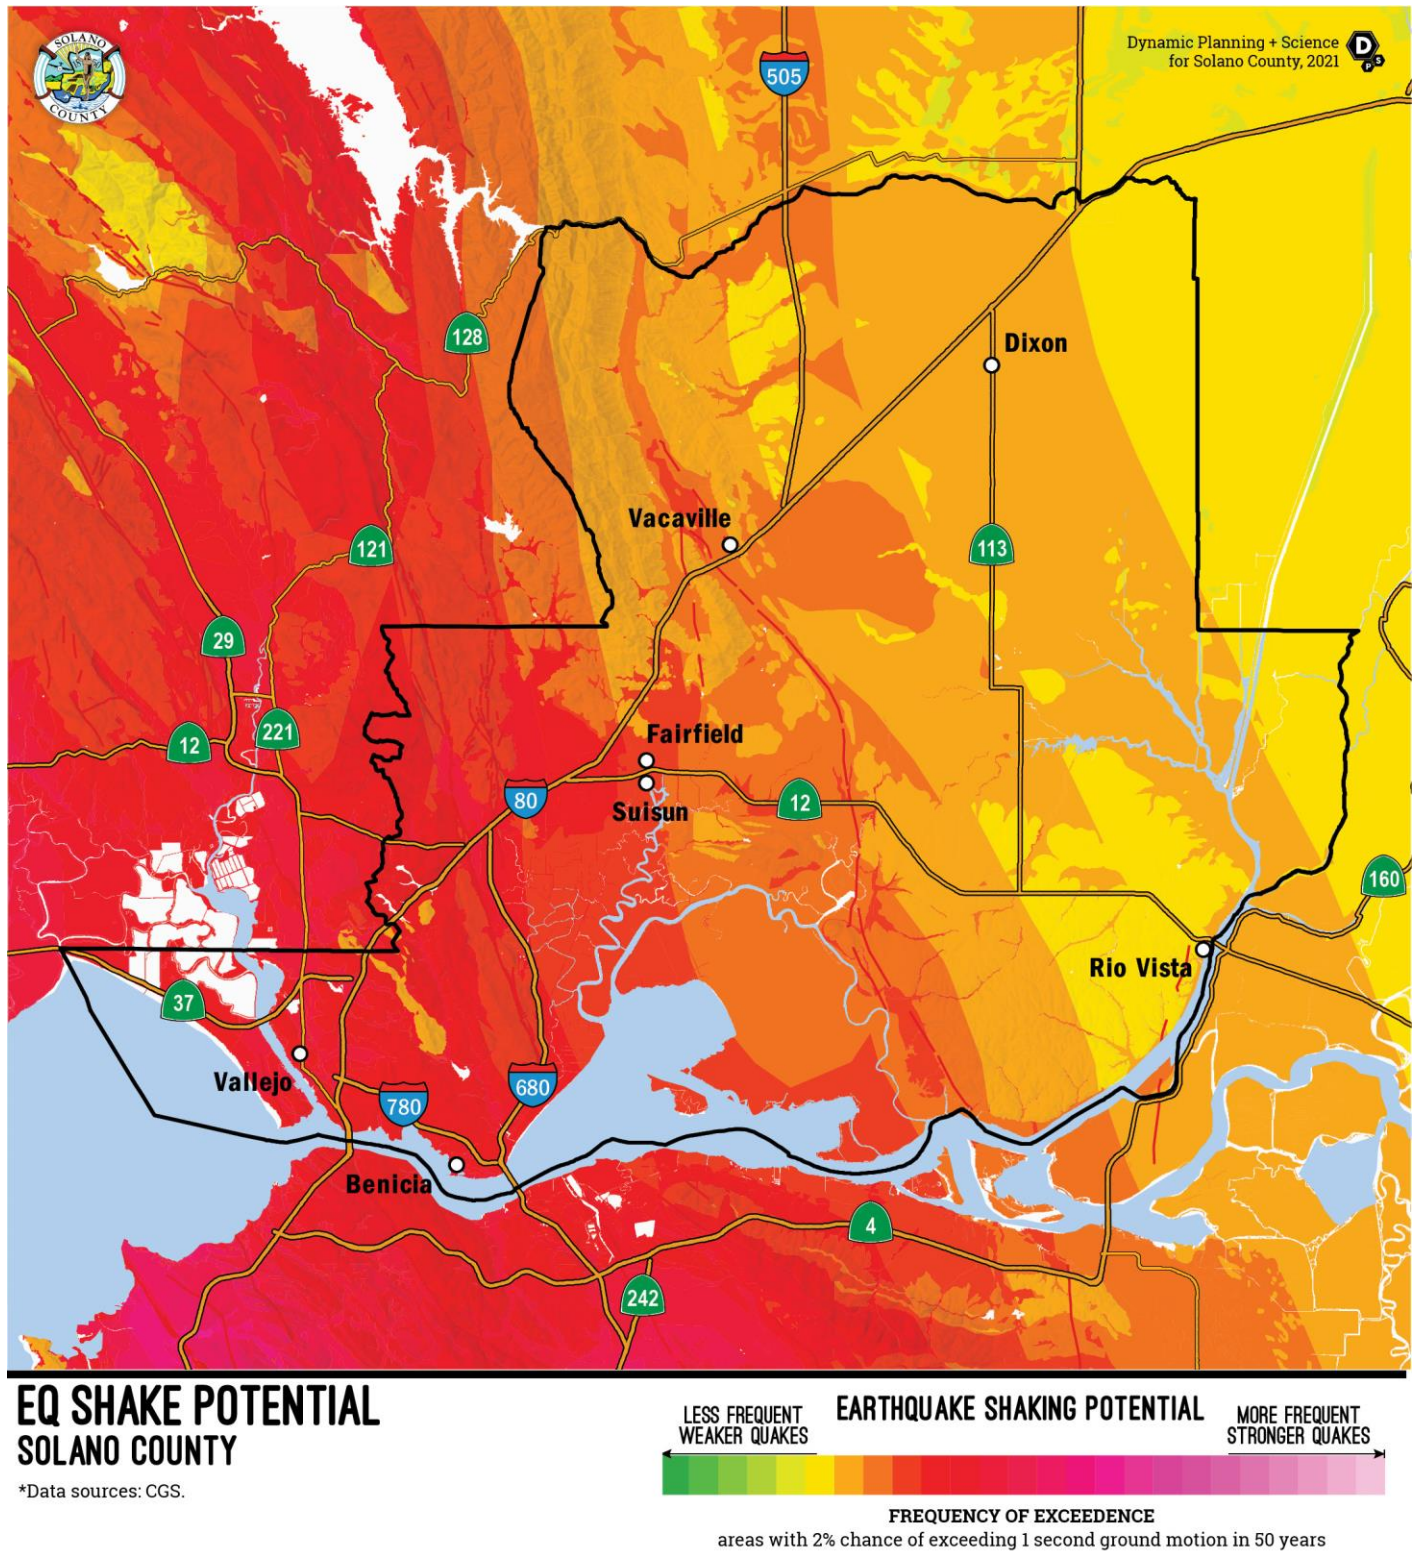 SOLANO
COUNTY
Dynamic Planning + Science
for Solano County, 2021
D
P
S
505
128
Dixon
Vacaville
121
113
29
12
221
Fairfield
80
Suisun
12
160
Rio Vista
37
Vallejo
780
680
Benicia
4
242
EQ SHAKE POTENTIAL
SOLANO COUNTY
*Data sources: CGS.
EARTHQUAKE SHAKING POTENTIAL
LESS FREQUENT
WEAKER QUAKES
MORE FREQUENT
STRONGER QUAKES
FREQUENCY OF EXCEEDENCE
areas with 2% chance of exceeding 1 second ground motion in 50 years